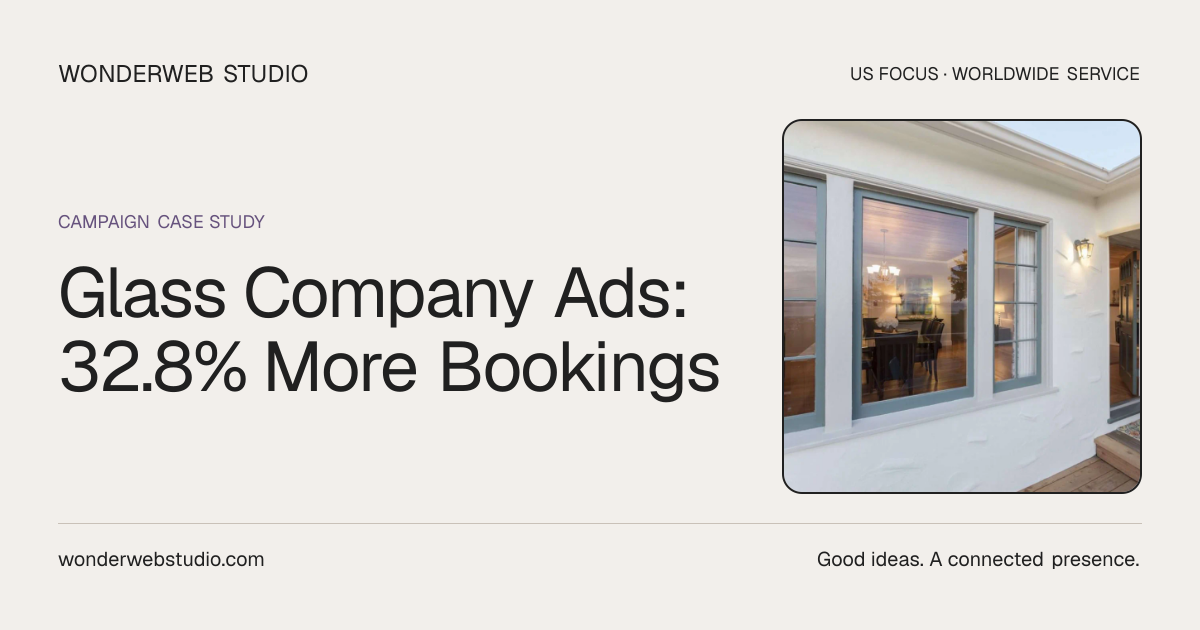 WONDERWEB STUDIO
US FOCUS · WORLDWIDE SERVICE
CAMPAIGN CASE STUDY
Glass Company Ads:
32.8% More Bookings
wonderwebstudio.com
Good ideas. A connected presence.